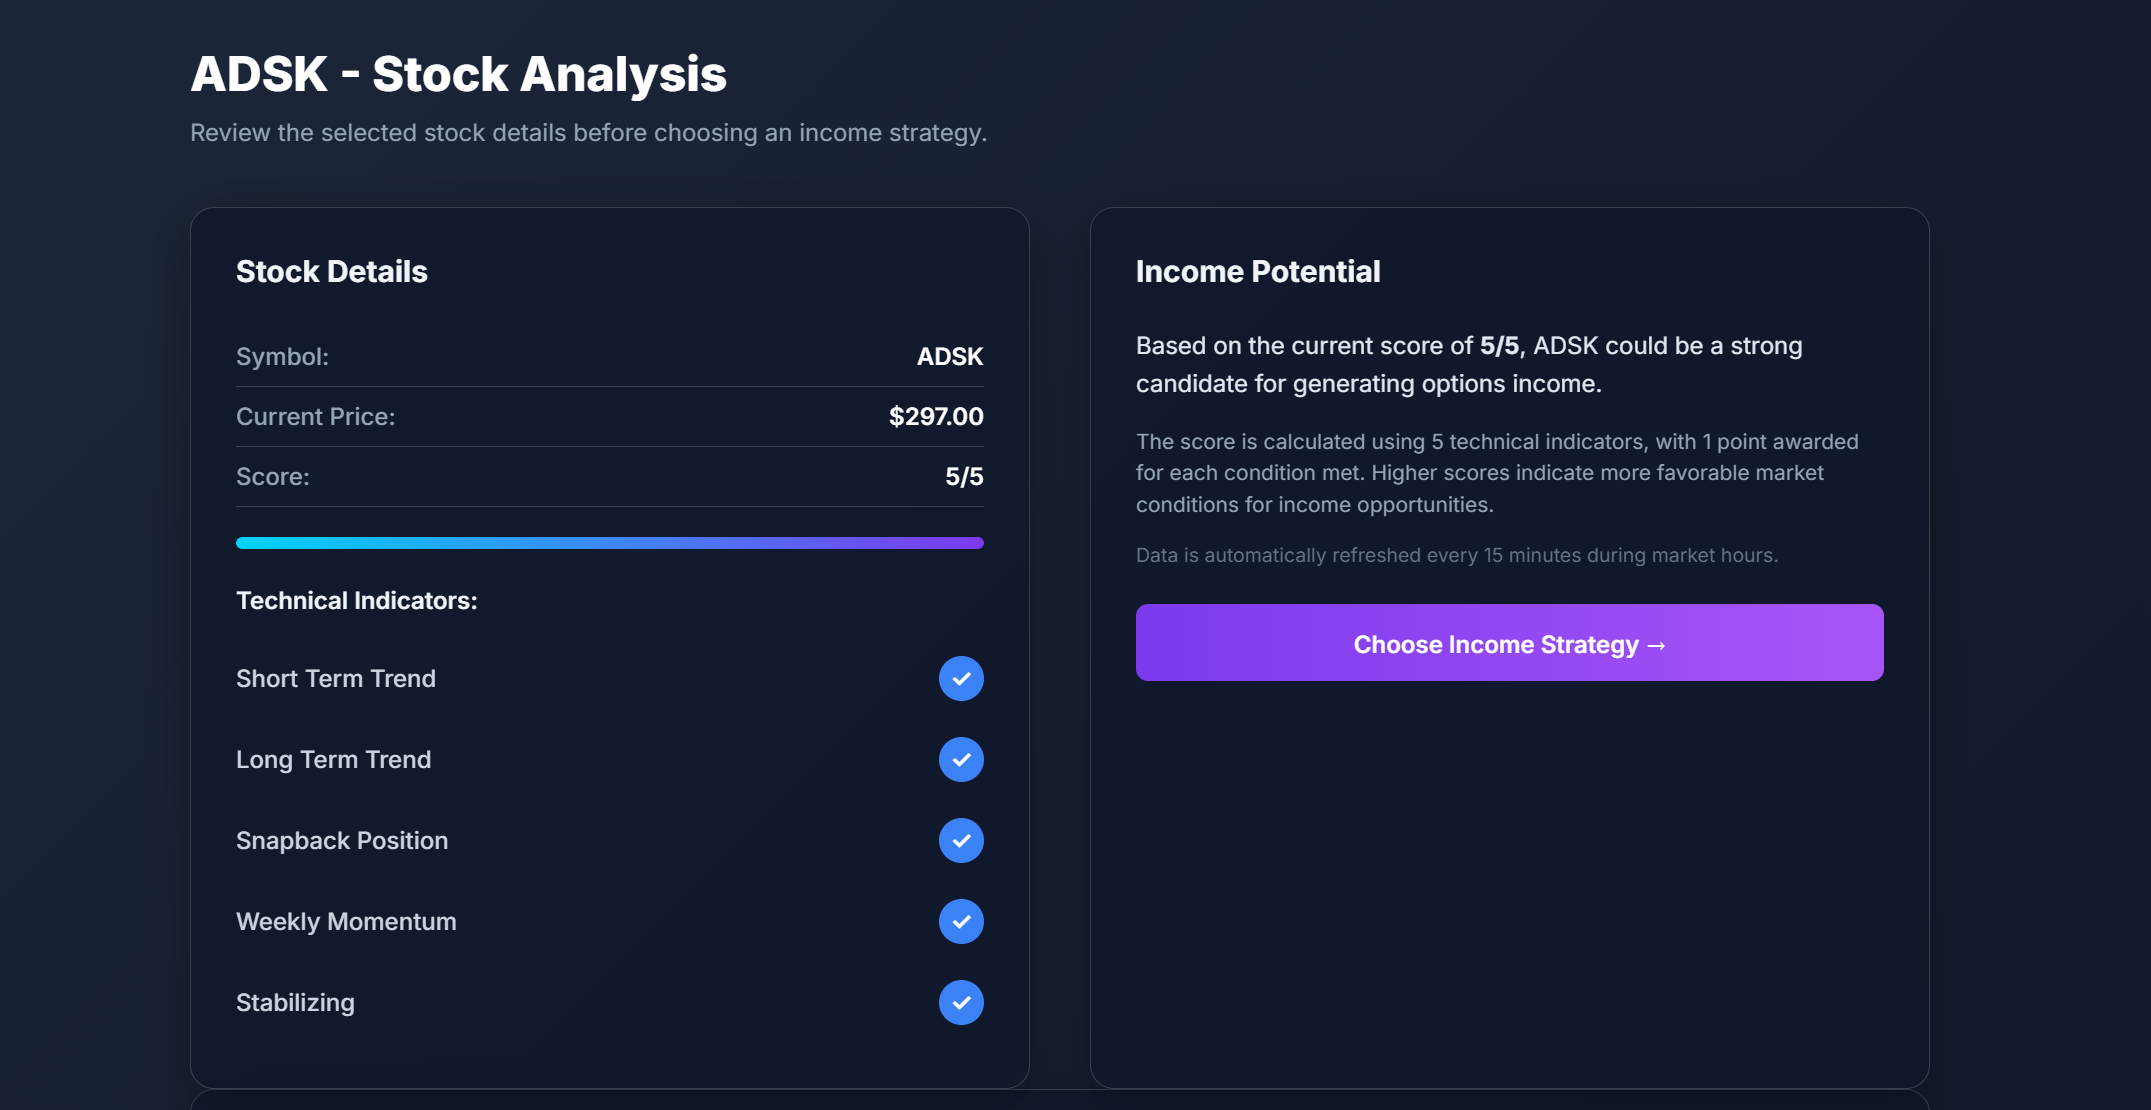 ADSK - Stock Analysis
Review the selected stock details before choosing an income strategy.
Stock Details
Symbol: ADSK
Current Price: $297.00
Score: 5/5
Technical Indicators:
Short Term Trend
Long Term Trend
Snapback Position
Weekly Momentum
Stabilizing
Income Potential
Based on the current score of 5/5, ADSK could be a strong
candidate for generating options income.
The score is calculated using 5 technical indicators, with 1 point awarded
for each condition met. Higher scores indicate more favorable market
conditions for income opportunities.
Data is automatically refreshed every 15 minutes during market hours.
Choose Income Strategy →